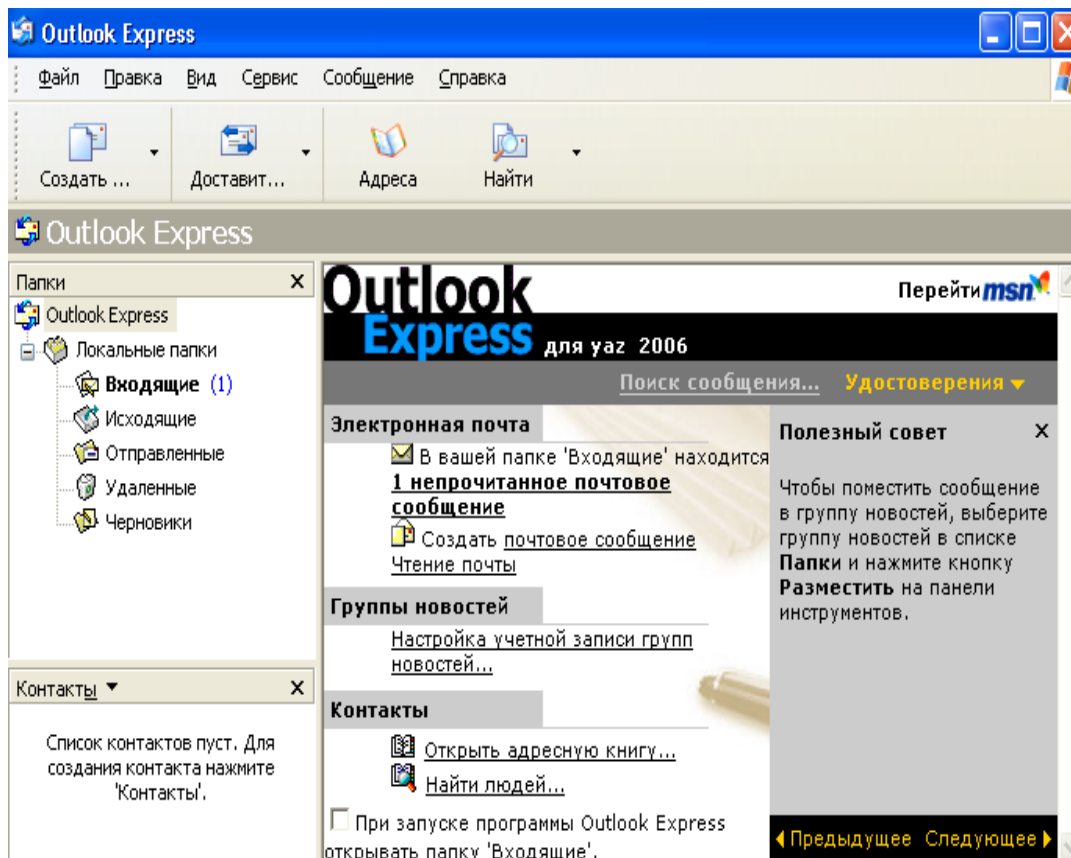 Outlook Express
Файл Правка Вид Сервис Сообщение Справка
Создать ... Доставит... Адреса Найти
Outlook Express
Папки
Outlook Express
Локальные папки
Входящие (1)
Исходящие
Отправленные
Удаленные
Черновики
Контакты
Список контактов пуст. Для
создания контакта нажмите
'Контакты'.
Outlook
Express для yaz 2006
Перейти msn
Поиск сообщения... Удостоверения
Электронная почта
В вашей папке 'Входящие' находится
1 непрочитанное почтовое
сообщение
Создать почтовое сообщение
Чтение почты
Группы новостей
Настройка учетной записи групп
новостей...
Контакты
Открыть адресную книгу...
Найти людей...
При запуске программы Outlook Express
открывать папку 'Входящие'.
Полезный совет
Чтобы поместить сообщение
в группу новостей, выберите
группу новостей в списке
Папки и нажмите кнопку
Разместить на панели
инструментов.
Предыдущее Следующее